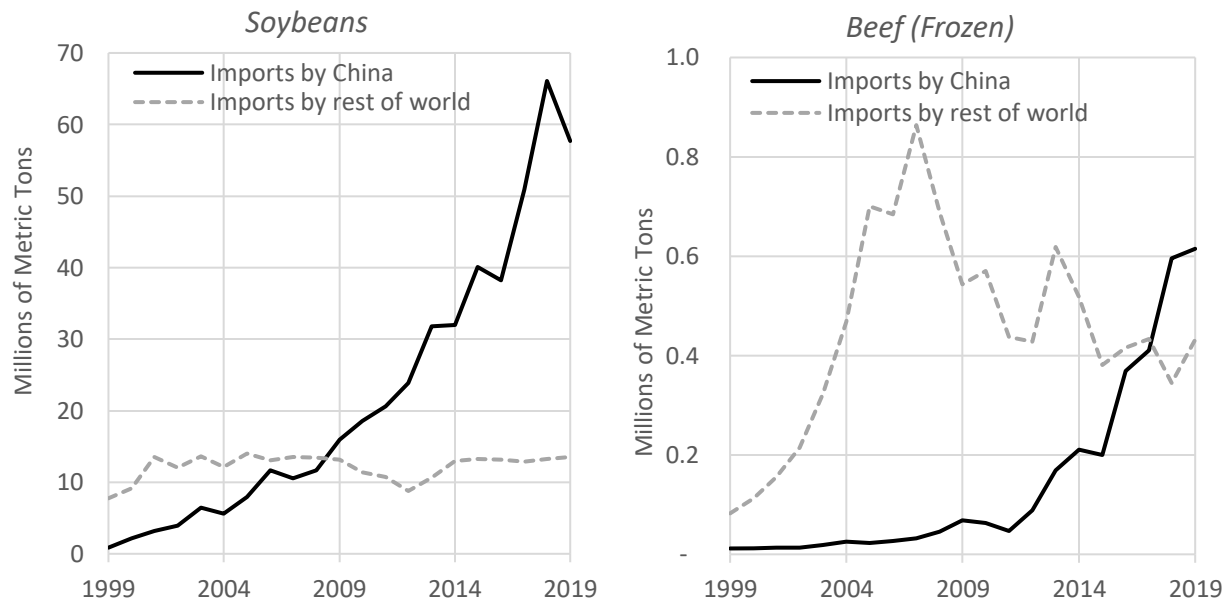 Soybeans
70
60
50
40
30
20
10
0
Millions of Metric Tons
Imports by China
Imports by rest of world
1999 2004 2009 2014 2019
Beef (Frozen)
1.0
0.8
0.6
0.4
0.2
-
Millions of Metric Tons
Imports by China
Imports by rest of world
1999 2004 2009 2014 2019